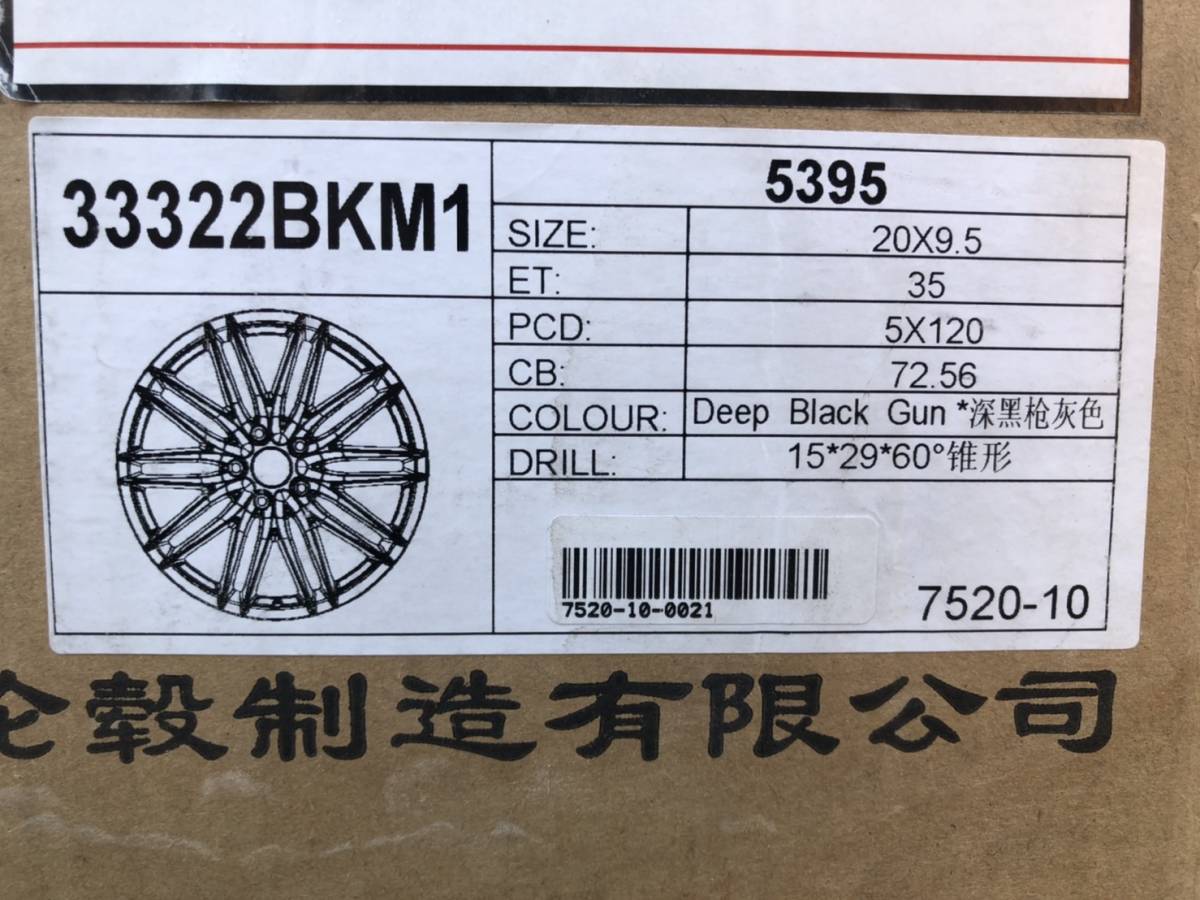 33322BKM1
5395
SIZE: 20X9.5
ET: 35
PCD: 5X120
CB: 72.56
COLOUR: Deep Black Gun *深黑枪灰色
DRILL: 15*29*60°锥形
7520-10-0021
7520-10
轮毂制造有限公司